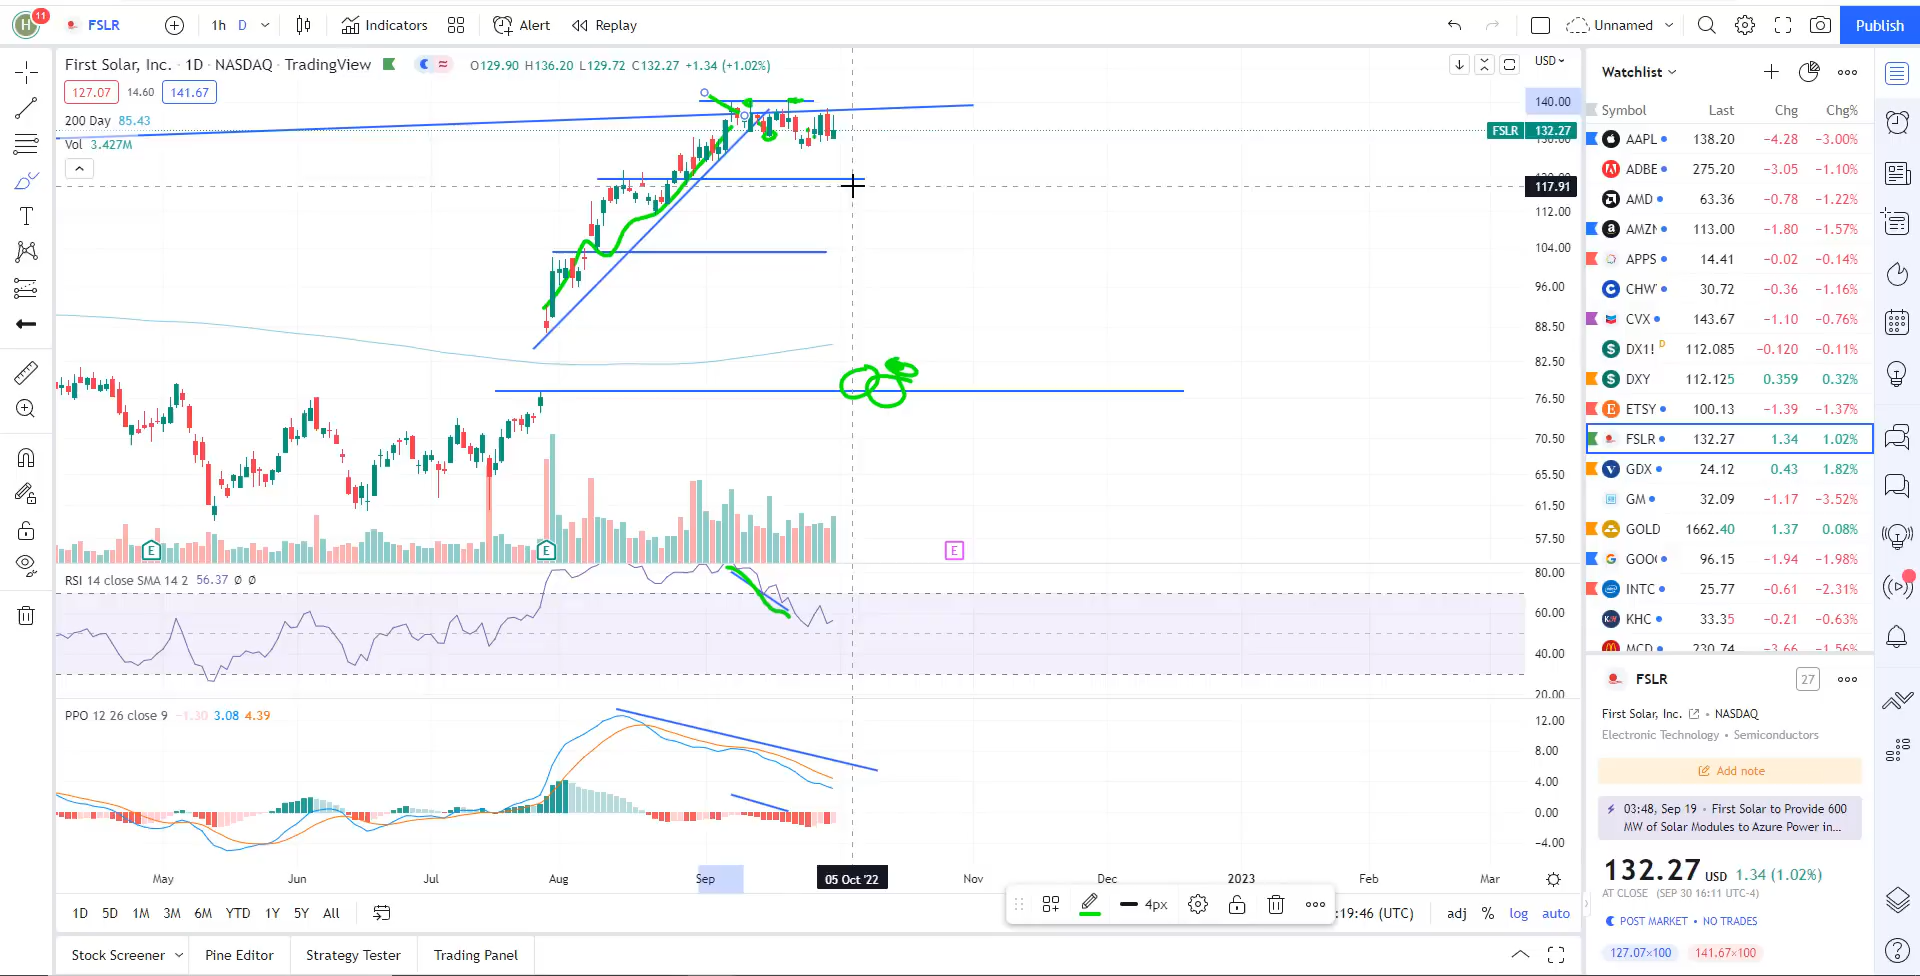 H 11 FSLR 1h D Indicators Alert Replay Unnamed Publish
First Solar, Inc. · 1D · NASDAQ · TradingView O129.90 H136.20 L129.72 C132.27 +1.34 (+1.02%)
127.07 14.60 141.67
200 Day 85.43
Vol 3.427M
USD
140.00
FSLR 132.27
117.91
112.00
104.00
96.00
88.50
82.50
76.50
70.50
65.50
61.50
57.50
E E E
RSI 14 close SMA 14 2 56.37 Ø Ø
80.00
60.00
40.00
20.00
PPO 12 26 close 9 −1.30 3.08 4.39
12.00
8.00
4.00
0.00
−4.00
May Jun Jul Aug Sep 05 Oct '22 Nov Dec 2023 Feb Mar
1D 5D 1M 3M 6M YTD 1Y 5Y All 4px :19:46 (UTC) adj % log auto
Stock Screener Pine Editor Strategy Tester Trading Panel
Watchlist
Symbol Last Chg Chg%
AAPL 138.20 −4.28 −3.00%
ADBE 275.20 −3.05 −1.10%
AMD 63.36 −0.78 −1.22%
AMZN 113.00 −1.80 −1.57%
APPS 14.41 −0.02 −0.14%
CHW 30.72 −0.36 −1.16%
CVX 143.67 −1.10 −0.76%
DX1! D 112.085 −0.120 −0.11%
DXY 112.125 0.359 0.32%
ETSY 100.13 −1.39 −1.37%
FSLR 132.27 1.34 1.02%
GDX 24.12 0.43 1.82%
GM 32.09 −1.17 −3.52%
GOLD 1662.40 1.37 0.08%
GOO 96.15 −1.94 −1.98%
INTC 25.77 −0.61 −2.31%
KHC 33.35 −0.21 −0.63%
MCD 230.74 −3.66 −1.56%
FSLR 27
First Solar, Inc. • NASDAQ
Electronic Technology • Semiconductors
Add note
03:48, Sep 19 • First Solar to Provide 600
MW of Solar Modules to Azure Power in...
132.27 USD 1.34 (1.02%)
AT CLOSE (SEP 30 16:11 UTC-4)
POST MARKET • NO TRADES
127.07×100 141.67×100